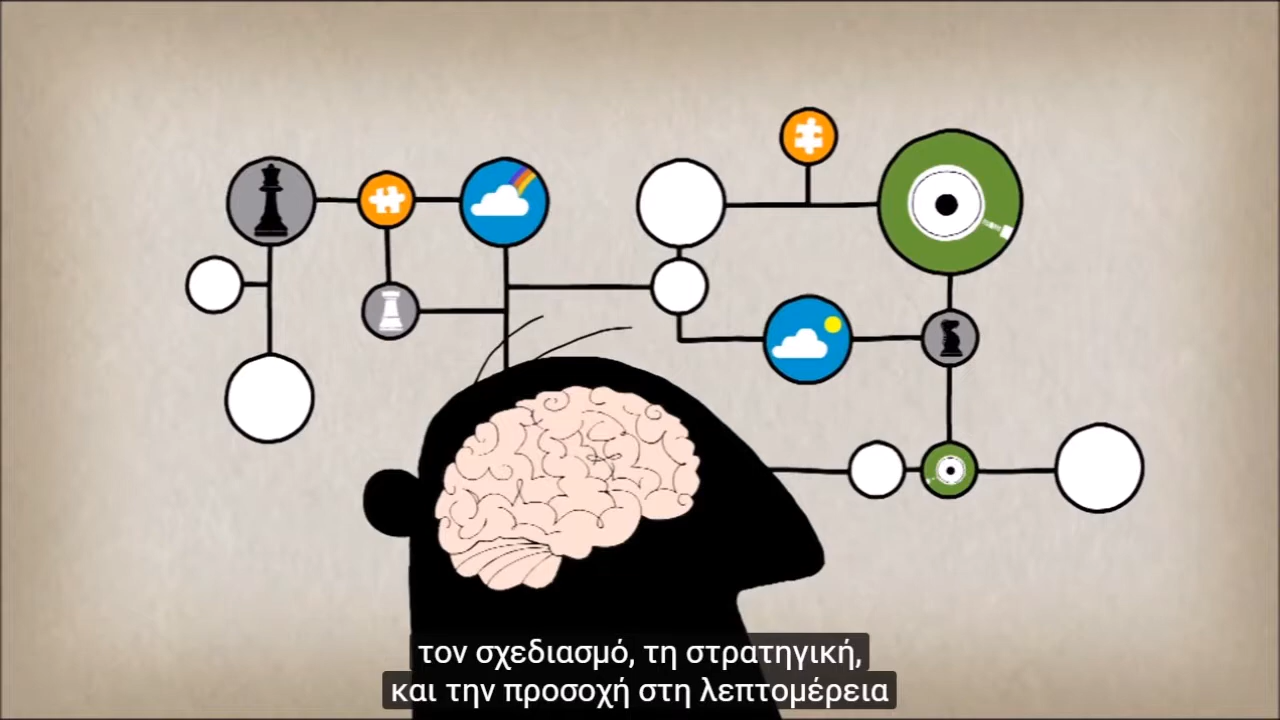 τον σχεδιασμό, τη στρατηγική,
και την προσοχή στη λεπτομέρεια